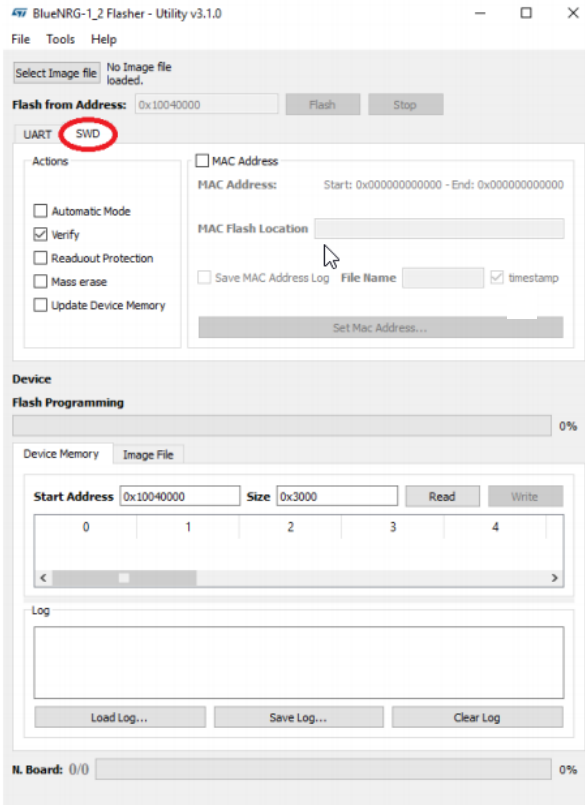 BlueNRG-1_2 Flasher - Utility v3.1.0
File Tools Help
Select Image file No Image file
loaded.
Flash from Address: 0x10040000 Flash Stop
UART SWD
Actions
Automatic Mode
Verify
Readout Protection
Mass erase
Update Device Memory
MAC Address
MAC Address: Start: 0x000000000000 - End: 0x000000000000
MAC Flash Location
Save MAC Address Log File Name timestamp
Set Mac Address...
Device
Flash Programming
0%
Device Memory Image File
Start Address 0x10040000 Size 0x3000 Read Write
0 1 2 3 4
Log
Load Log... Save Log... Clear Log
N. Board: 0/0 0%